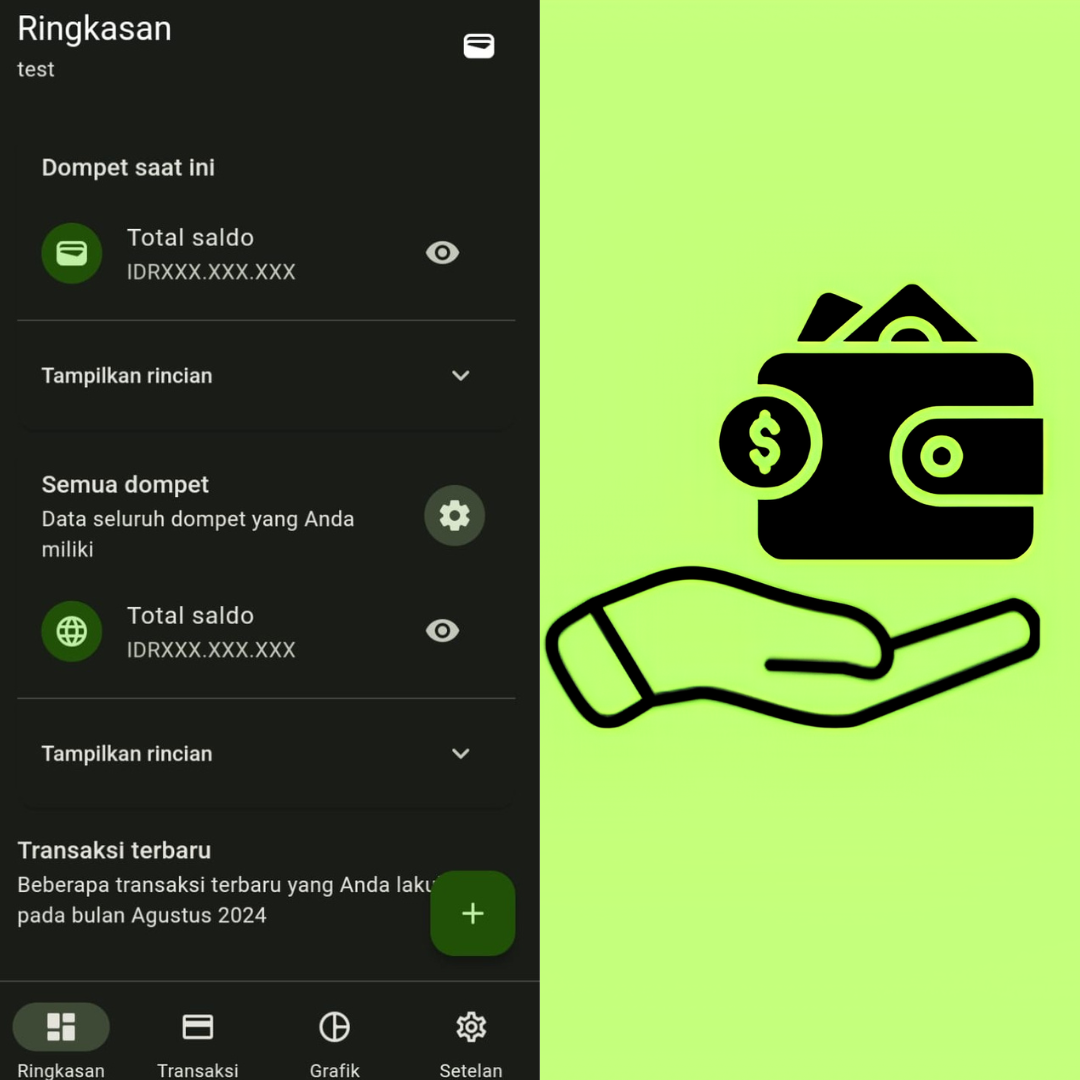 Ringkasan
test
Dompet saat ini
Total saldo
IDRXXX.XXX.XXX
Tampilkan rincian
Semua dompet
Data seluruh dompet yang Anda
miliki
Total saldo
IDRXXX.XXX.XXX
Tampilkan rincian
Transaksi terbaru
Beberapa transaksi terbaru yang Anda laku
pada bulan Agustus 2024
+
Ringkasan
Transaksi
Grafik
Setelan
$